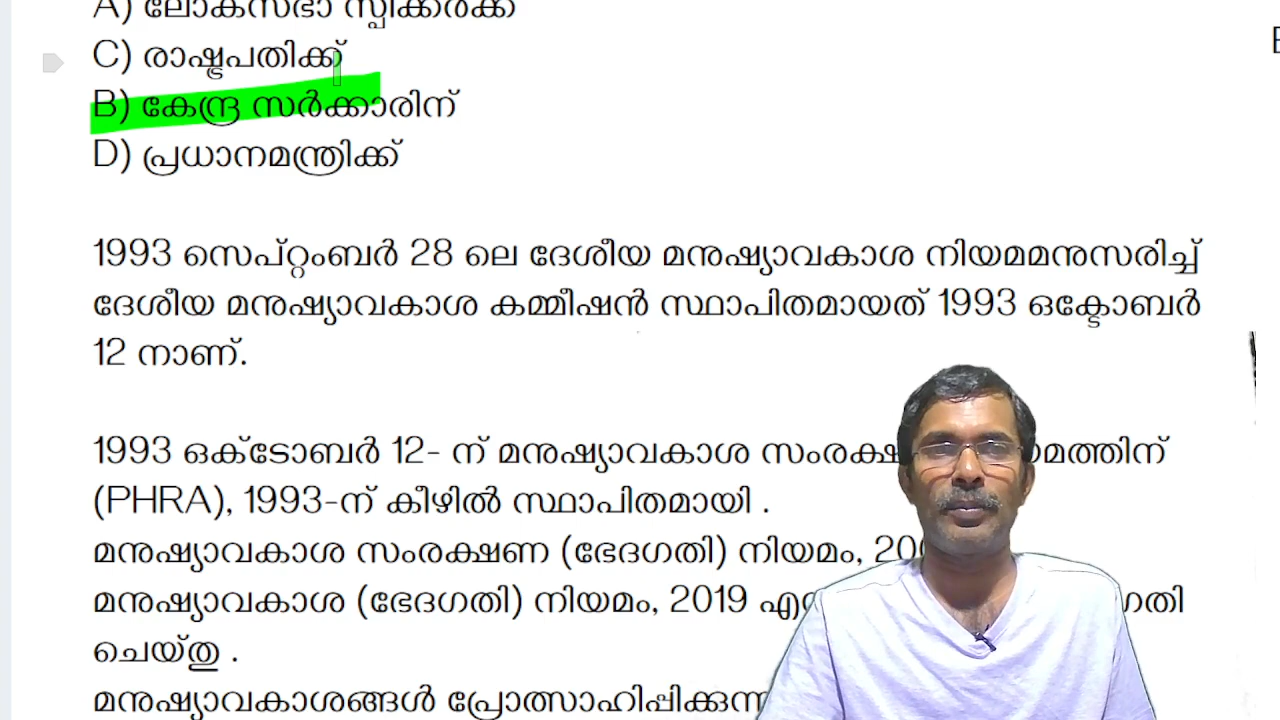 A) ലോകസഭാ സ്പീക്കർക്ക്
C) രാഷ്ട്രപതിക്ക്
B) കേന്ദ്ര സർക്കാരിന്
D) പ്രധാനമന്ത്രിക്ക്
1993 സെപ്റ്റംബർ 28 ലെ ദേശീയ മനുഷ്യാവകാശ നിയമമനുസരിച്ച്
ദേശീയ മനുഷ്യാവകാശ കമ്മീഷൻ സ്ഥാപിതമായത് 1993 ഒക്ടോബർ
12 നാണ്.
1993 ഒക്ടോബർ 12- ന് മനുഷ്യാവകാശ
(PHRA), 1993-ന് കീഴിൽ സ്ഥാപിതമായി .
മനുഷ്യാവകാശ സംരക്ഷണ (ഭേദഗതി) നിയമം,
മനുഷ്യാവകാശ (ഭേദഗതി) നിയമം, 2019
ചെയ്തു .
മനുഷ്യാവകാശങ്ങൾ